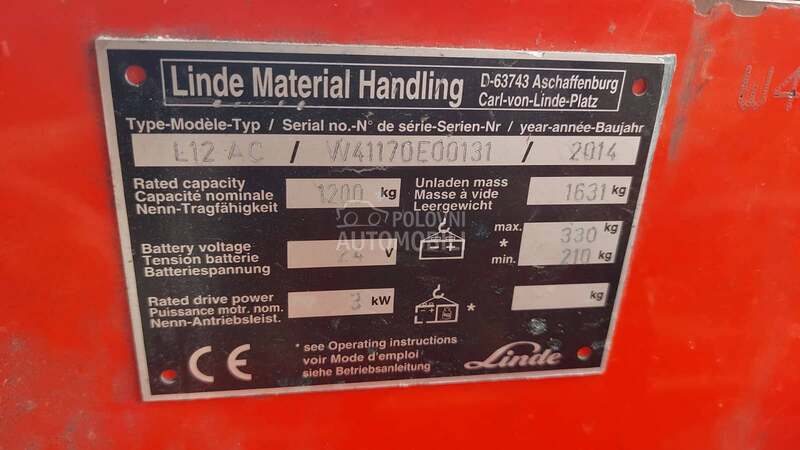 Linde Material Handling
D-63743 Aschaffenburg
Carl-von-Linde-Platz
Type-Modèle-Typ / Serial no.-N° de série-Serien-Nr / year-année-Baujahr
L12 AC / W41170E00131 / 2014
Rated capacity
Capacité nominale
Nenn-Tragfähigkeit
1200 kg
Unladen mass
Masse à vide
Leergewicht
1631 kg
Battery voltage
Tension batterie
Batteriespannung
24 V
max. 330 kg
*
min. 210 kg
Rated drive power
Puissance motr. nom.
Nenn-Antriebsleist.
3 kW
*
kg
* see Operating instructions
voir Mode d'emploi
siehe Betriebsanleitung
CE
Linde
POLOVNI
AUTOMOBILI
W4